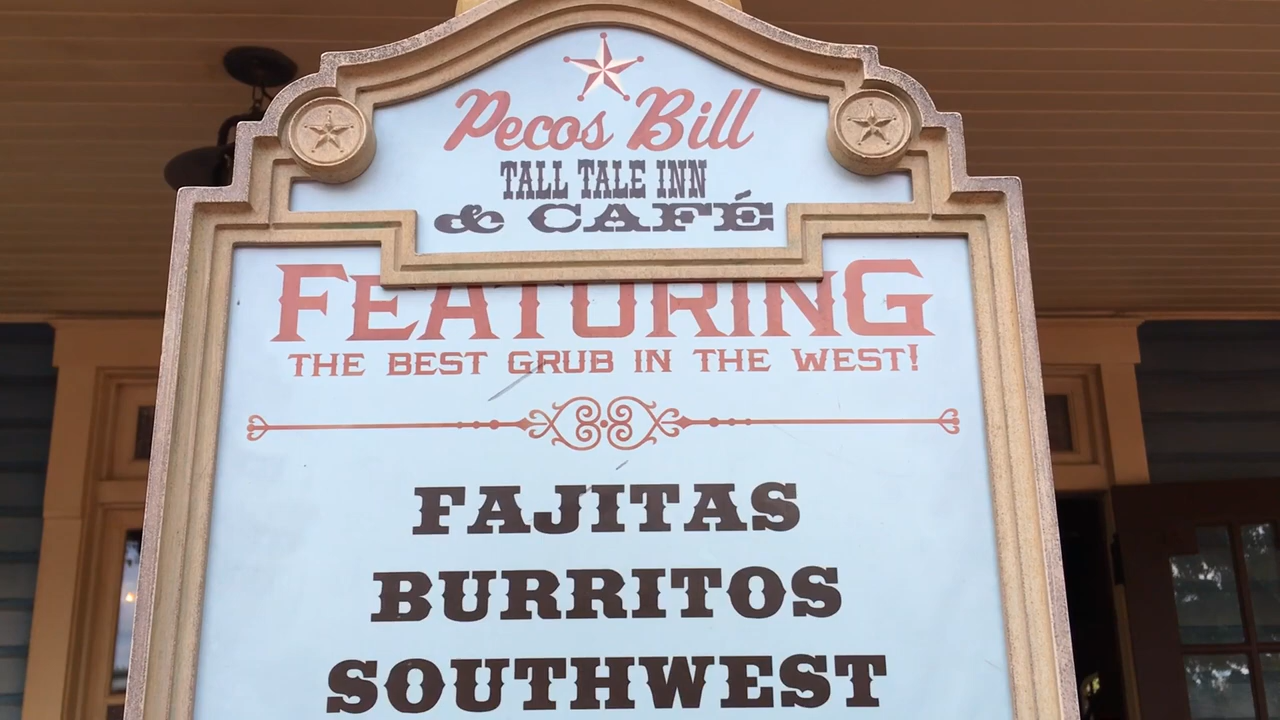 Pecos Bill
TALL TALE INN
& CAFÉ
FEATURING
THE BEST GRUB IN THE WEST!
FAJITAS
BURRITOS
SOUTHWEST